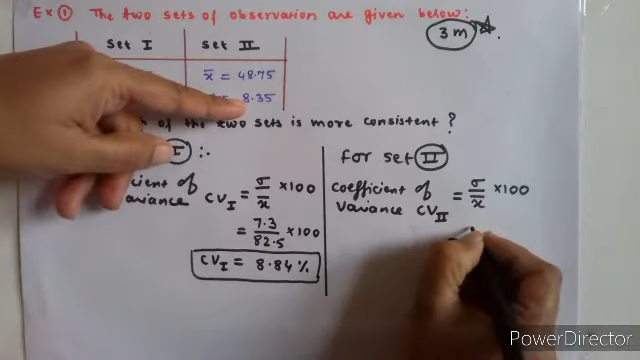 Ex ① The two sets of observation are given below:
3 m
set I set II
x̄ = 48.75
8.35
of the two sets is more consistent ?
I :-
for set II
Coefficient of = σ/x̄ ×100
variance CV_II
of CV_I = σ/x̄ ×100
= 7.3/82.5 ×100
CV_I = 8.84 %
PowerDirector